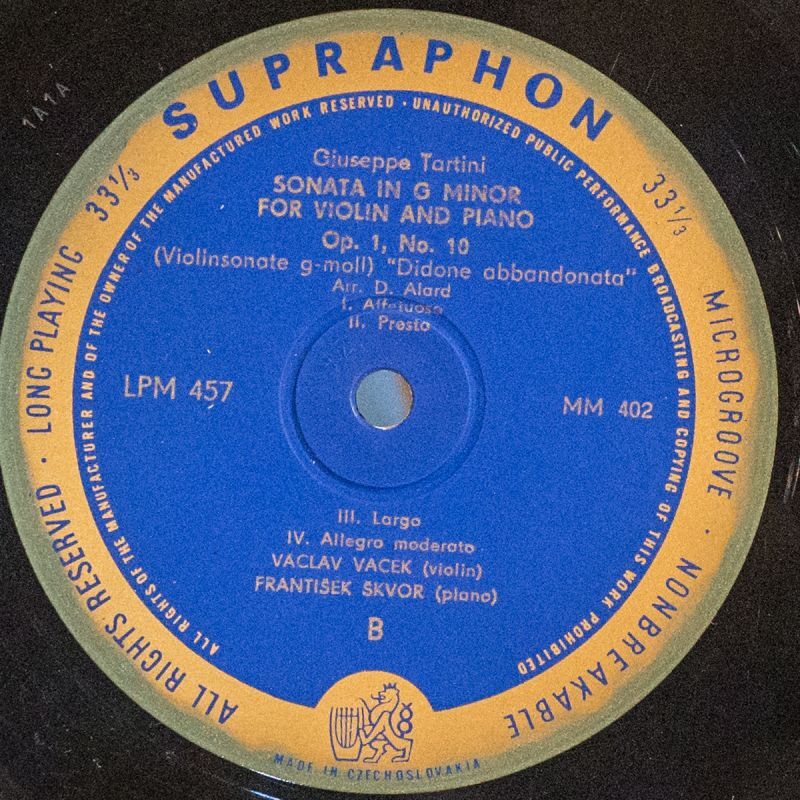 SUPRAPHON
33⅓
33⅓
LONG PLAYING · ALL RIGHTS RESERVED
MICROGROOVE · NONBREAKABLE
ALL RIGHTS OF THE MANUFACTURER AND OF THE OWNER OF THE MANUFACTURED WORK RESERVED · UNAUTHORIZED PUBLIC PERFORMANCE BROADCASTING AND COPYING OF THIS WORK PROHIBITED
Giuseppe Tartini
SONATA IN G MINOR
FOR VIOLIN AND PIANO
Op. 1, No. 10
(Violinsonate g-moll) "Didone abbandonata"
Arr. D. Alard
I. Affetuoso
II. Presto
LPM 457
MM 402
III. Largo
IV. Allegro moderato
VÁCLAV VACEK (violin)
FRANTIŠEK ŠKVOR (piano)
B
MADE IN CZECHOSLOVAKIA
1A1A